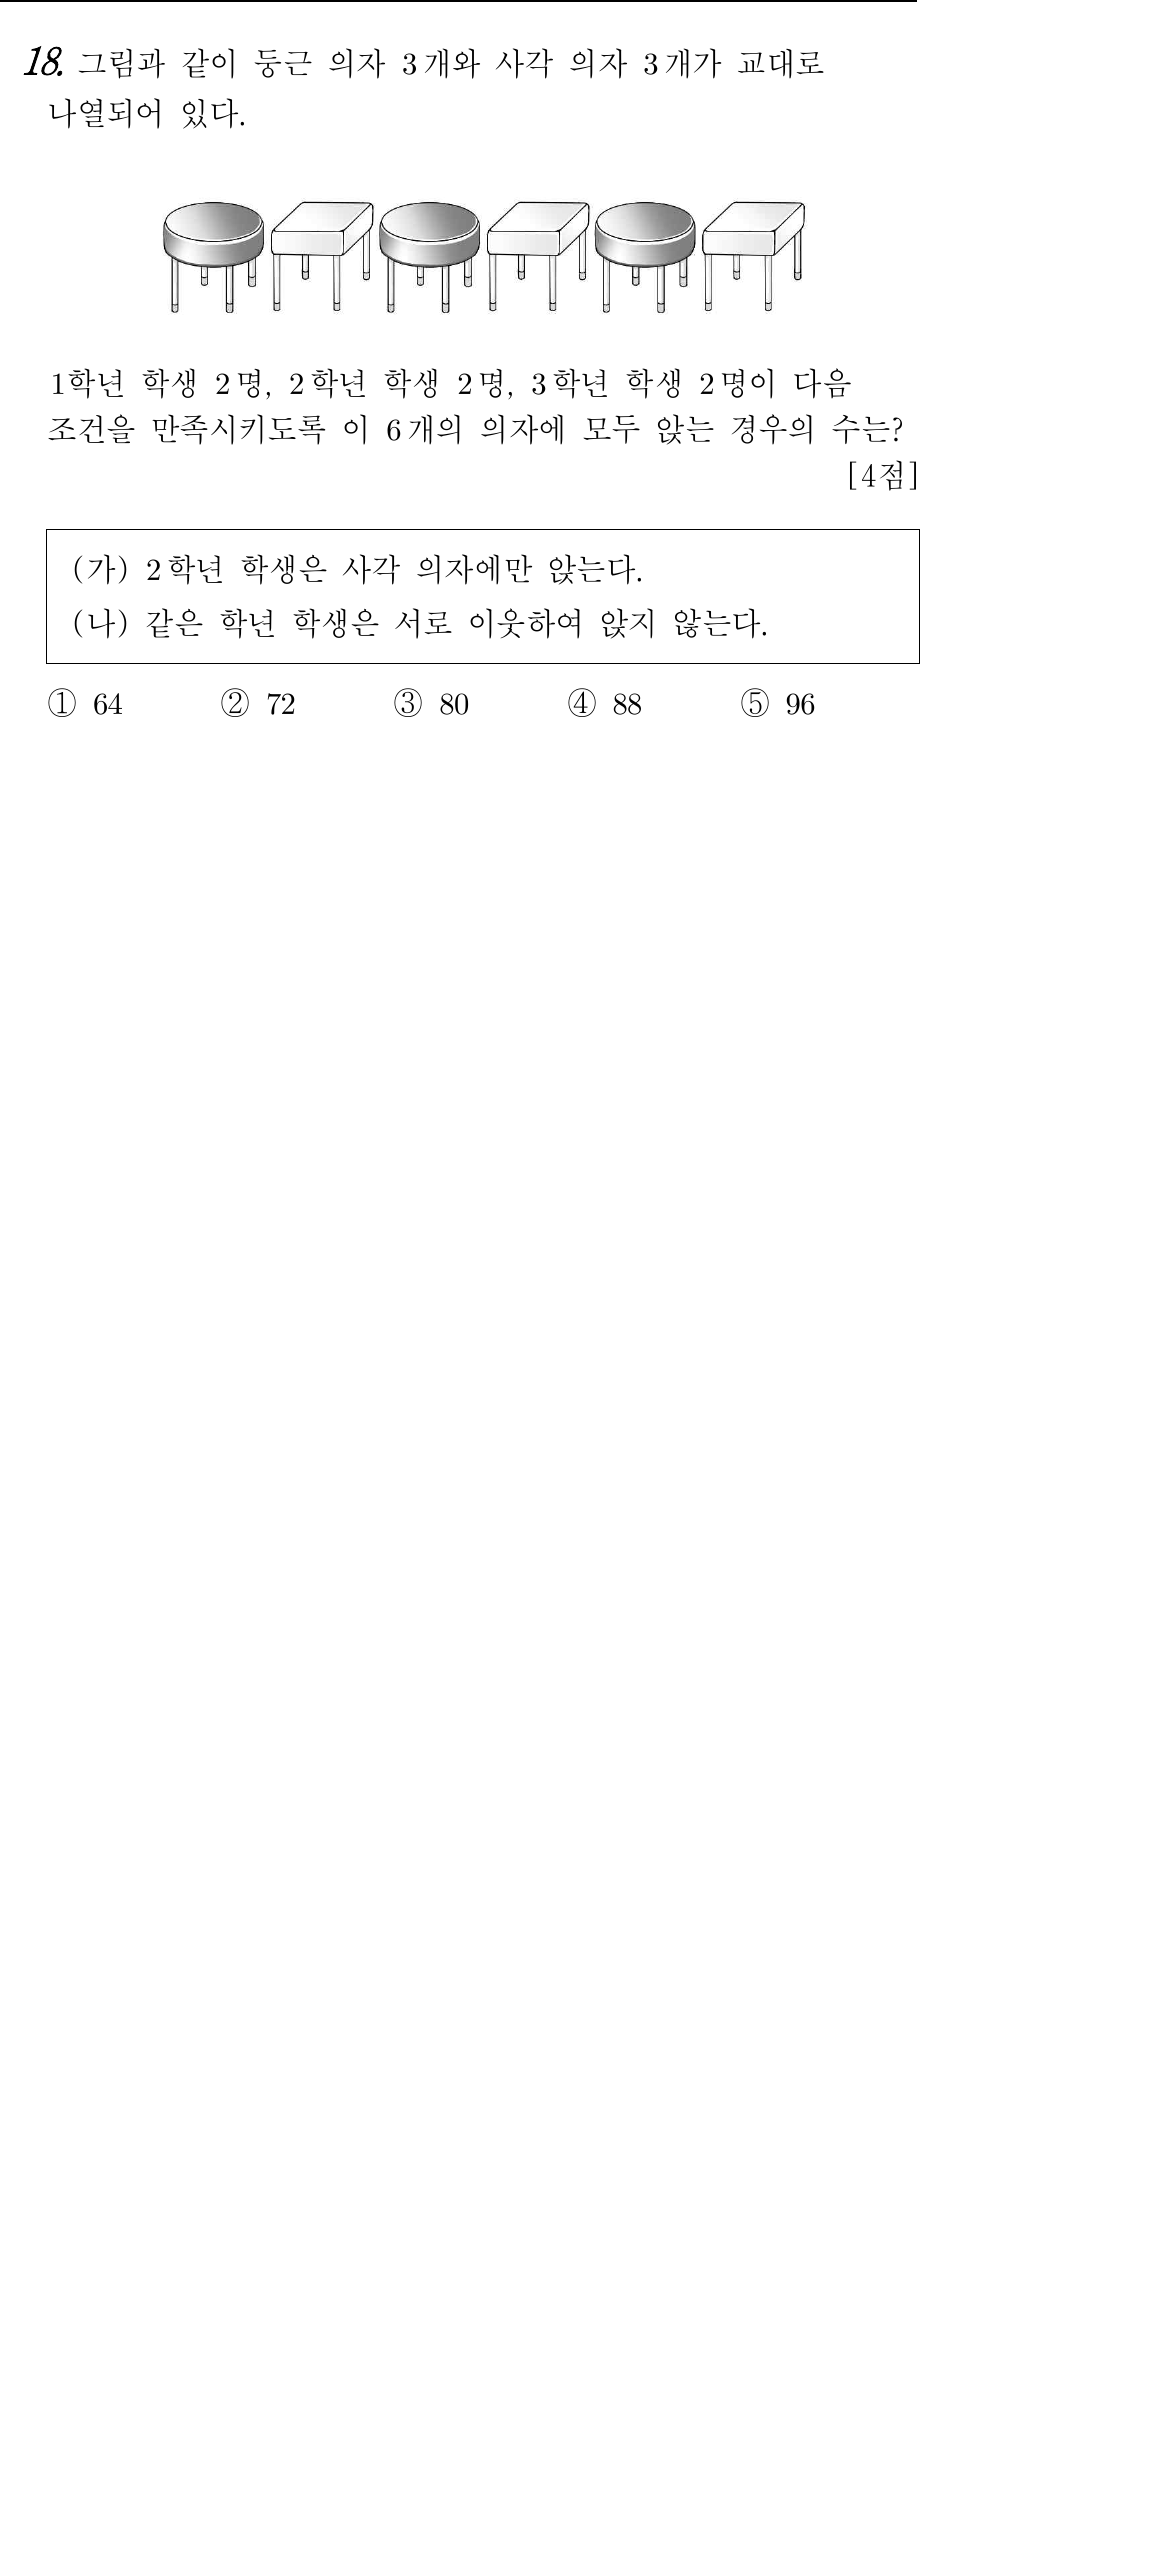 18. 그림과 같이 둥근 의자 3개와 사각 의자 3개가 교대로
나열되어 있다.
1학년 학생 2명, 2학년 학생 2명, 3학년 학생 2명이 다음
조건을 만족시키도록 이 6개의 의자에 모두 앉는 경우의 수는?
[4점]
(가) 2학년 학생은 사각 의자에만 앉는다.
(나) 같은 학년 학생은 서로 이웃하여 앉지 않는다.
① 64 ② 72 ③ 80 ④ 88 ⑤ 96